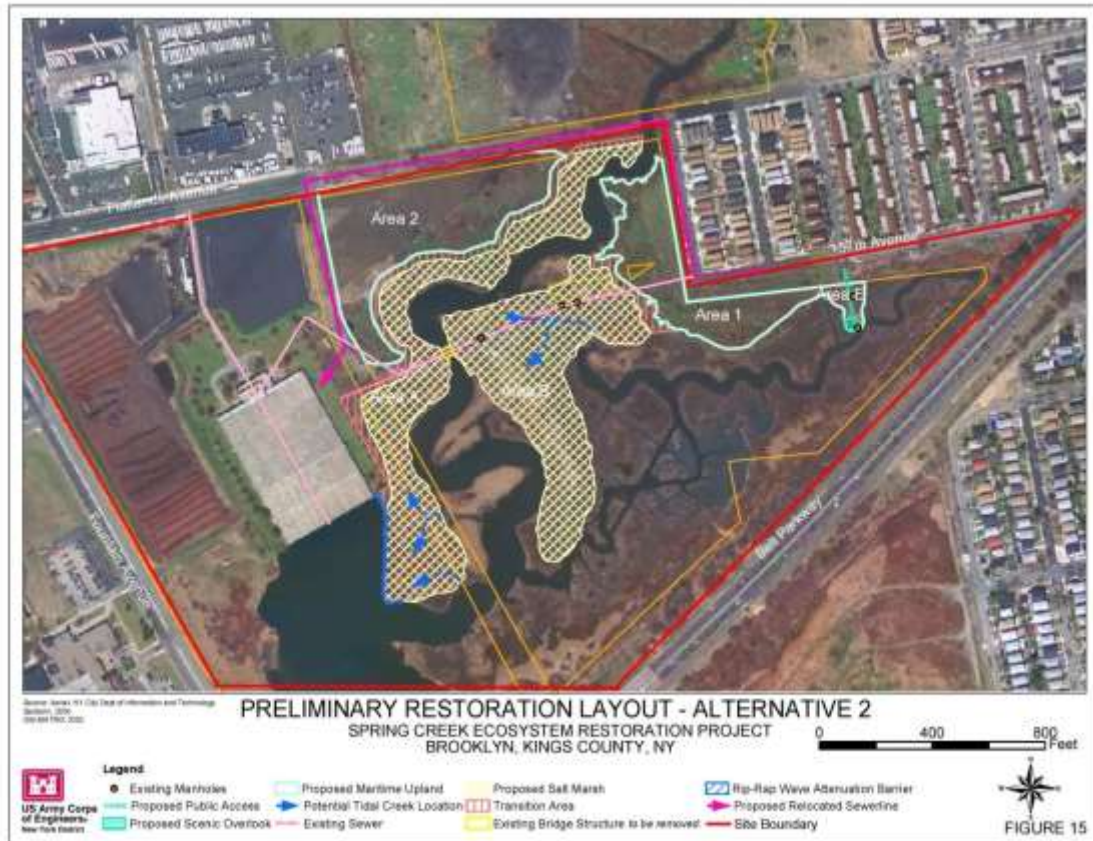 Area 2
Area 1
Area E
Belt Parkway
PRELIMINARY RESTORATION LAYOUT - ALTERNATIVE 2
SPRING CREEK ECOSYSTEM RESTORATION PROJECT
BROOKLYN, KINGS COUNTY, NY
0 400 800
Feet
Legend
Existing Manholes
Proposed Maritime Upland
Proposed Salt Marsh
Rip-Rap Wave Attenuation Barrier
Proposed Public Access
Potential Tidal Creek Location
Transition Area
Proposed Relocated Sewerline
Proposed Scenic Overlook
Existing Sewer
Existing Bridge Structure to be removed
Site Boundary
US Army Corps
of Engineers
New York District
FIGURE 15